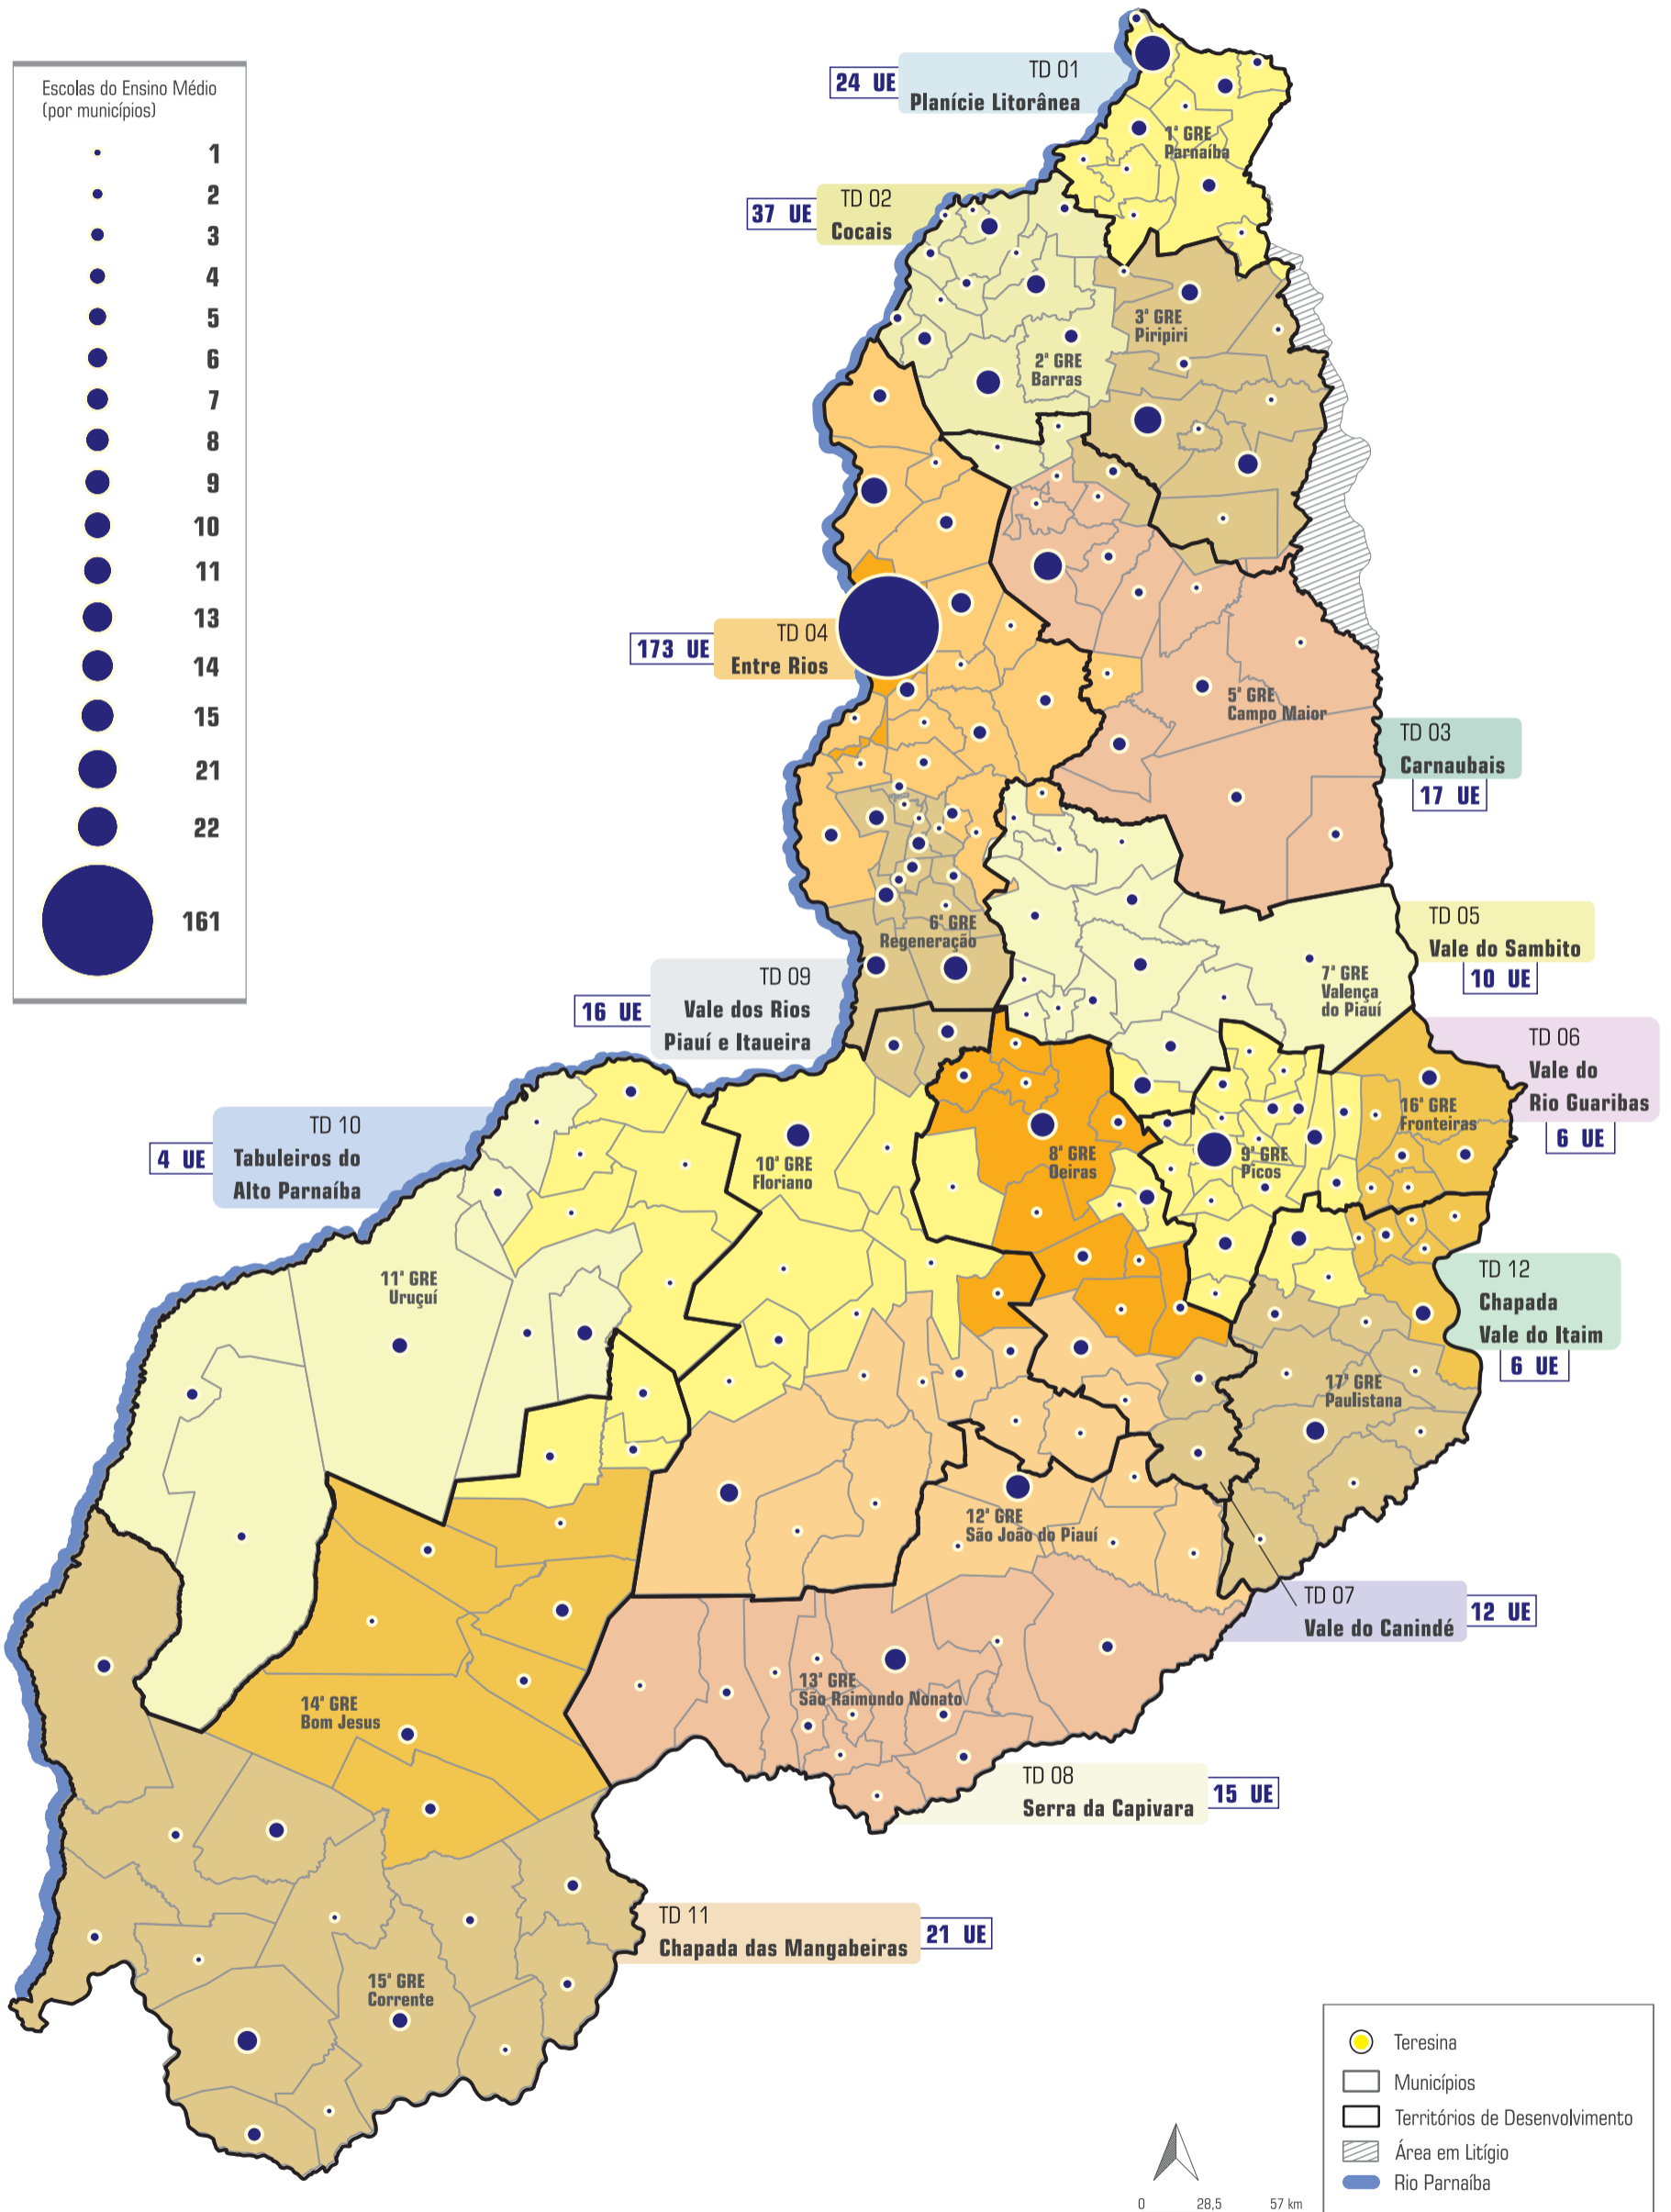 Escolas do Ensino Médio
(por municípios)
1
2
3
4
5
6
7
8
9
10
11
13
14
15
21
22
161
24 UE
TD 01
Planície Litorânea
1ª GRE
Parnaíba
37 UE
TD 02
Cocais
3ª GRE
Piripiri
2ª GRE
Barras
173 UE
TD 04
Entre Rios
5ª GRE
Campo Maior
TD 03
Carnaubais
17 UE
6ª GRE
Regeneração
TD 05
Vale do Sambito
10 UE
7ª GRE
Valença
do Piauí
16 UE
TD 09
Vale dos Rios
Piauí e Itaueira
TD 06
Vale do
Rio Guaribas
6 UE
16ª GRE
Fronteiras
4 UE
TD 10
Tabuleiros do
Alto Parnaíba
10ª GRE
Floriano
8ª GRE
Oeiras
9ª GRE
Picos
11ª GRE
Uruçuí
TD 12
Chapada
Vale do Itaim
6 UE
17ª GRE
Paulistana
12ª GRE
São João do Piauí
TD 07
Vale do Canindé
12 UE
13ª GRE
São Raimundo Nonato
14ª GRE
Bom Jesus
TD 08
Serra da Capivara
15 UE
TD 11
Chapada das Mangabeiras
21 UE
15ª GRE
Corrente
Teresina
Municípios
Territórios de Desenvolvimento
Área em Litígio
Rio Parnaíba
0 28,5 57 km